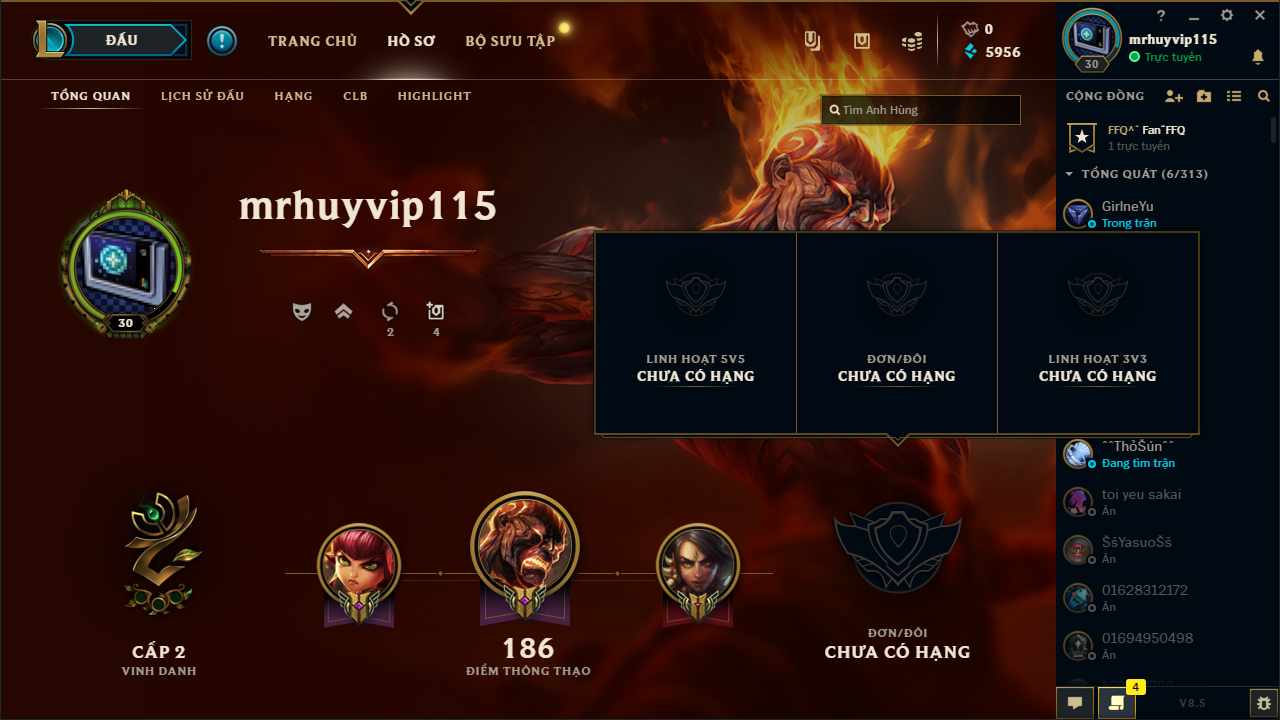 ĐẤU
TRANG CHỦ
HỒ SƠ
BỘ SƯU TẬP
0
5956
?
mrhuyvip115
30
Trực tuyến
TỔNG QUAN
LỊCH SỬ ĐẤU
HẠNG
CLB
HIGHLIGHT
Tìm Anh Hùng
CỘNG ĐỒNG
FFQ^ˆ FanˆFFQ
1 trực tuyến
TỔNG QUÁT (6/313)
GirlneYu
Trong trận
mrhuyvip115
30
2
4
LINH HOẠT 5V5
CHƯA CÓ HẠNG
ĐƠN/ĐÔI
CHƯA CÓ HẠNG
LINH HOẠT 3V3
CHƯA CÓ HẠNG
ˆˆThỏŠúnˆˆ
Đang tìm trận
toi yeu sakai
Ẩn
ŠšYasuoŠš
Ẩn
01628312172
Ẩn
01694950498
Ẩn
CẤP 2
VINH DANH
186
ĐIỂM THÔNG THẠO
ĐƠN/ĐÔI
CHƯA CÓ HẠNG
4
V8.5